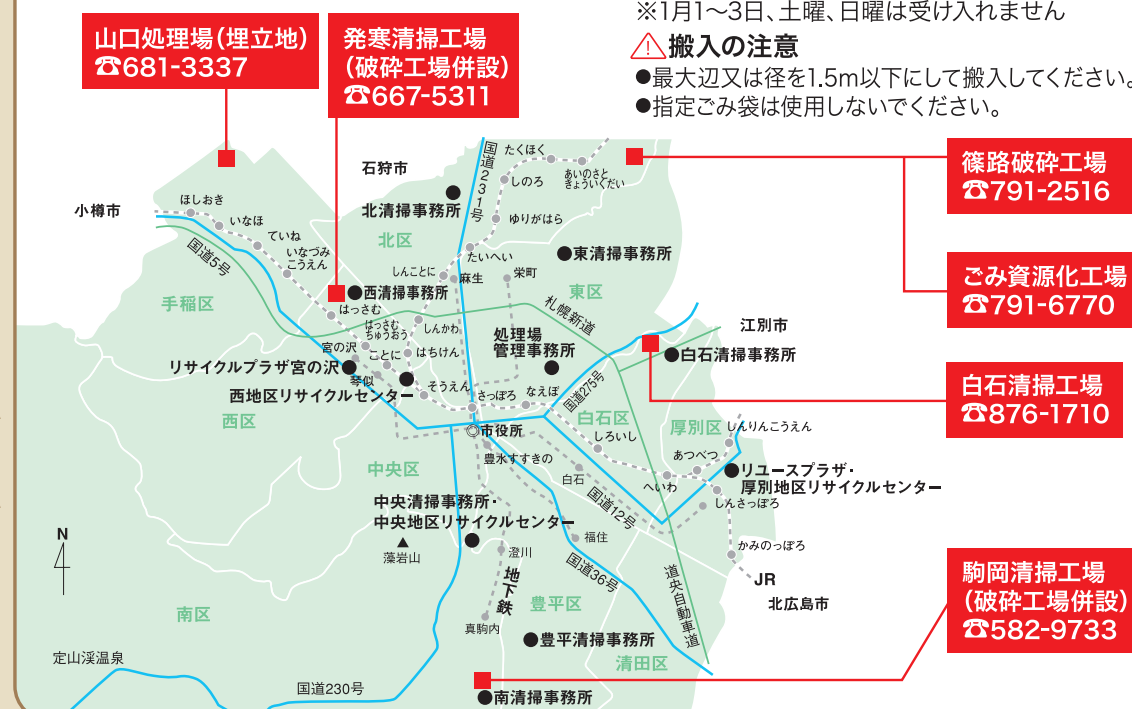 ※1月1〜3日、土曜、日曜は受け入れません
搬入の注意
●最大辺又は径を1.5m以下にして搬入してください。
●指定ごみ袋は使用しないでください。
山口処理場(埋立地)
☎681-3337
発寒清掃工場
(破砕工場併設)
☎667-5311
篠路破砕工場
☎791-2516
ごみ資源化工場
☎791-6770
白石清掃工場
☎876-1710
駒岡清掃工場
(破砕工場併設)
☎582-9733
石狩市
小樽市
江別市
北広島市
国道231号
たくほく
あいのさと
きょういくだい
しのろ
ゆりがはら
北清掃事務所
北区
ほしおき
いなほ
ていね
いなづみ
こうえん
国道5号
手稲区
たいへい
しんことに
麻生
栄町
東清掃事務所
東区
西清掃事務所
はっさむ
はっさむ
ちゅうおう
しんかわ
札幌新道
宮の沢
ことに
はちけん
処理場
管理事務所
白石清掃事務所
リサイクルプラザ宮の沢
琴似
西地区リサイクルセンター
そうえん
さっぽろ
なえぼ
国道275号
西区
◎市役所
白石区
しろいし
厚別区
しんりんこうえん
あつべつ
豊水すすきの
中央区
白石
へいわ
リユースプラザ・
厚別地区リサイクルセンター
しんさっぽろ
国道12号
中央清掃事務所・
中央地区リサイクルセンター
藻岩山
澄川
福住
国道36号
かみのっぽろ
JR
N
地下鉄
道央自動車道
豊平区
南区
真駒内
豊平清掃事務所
清田区
定山渓温泉
国道230号
南清掃事務所